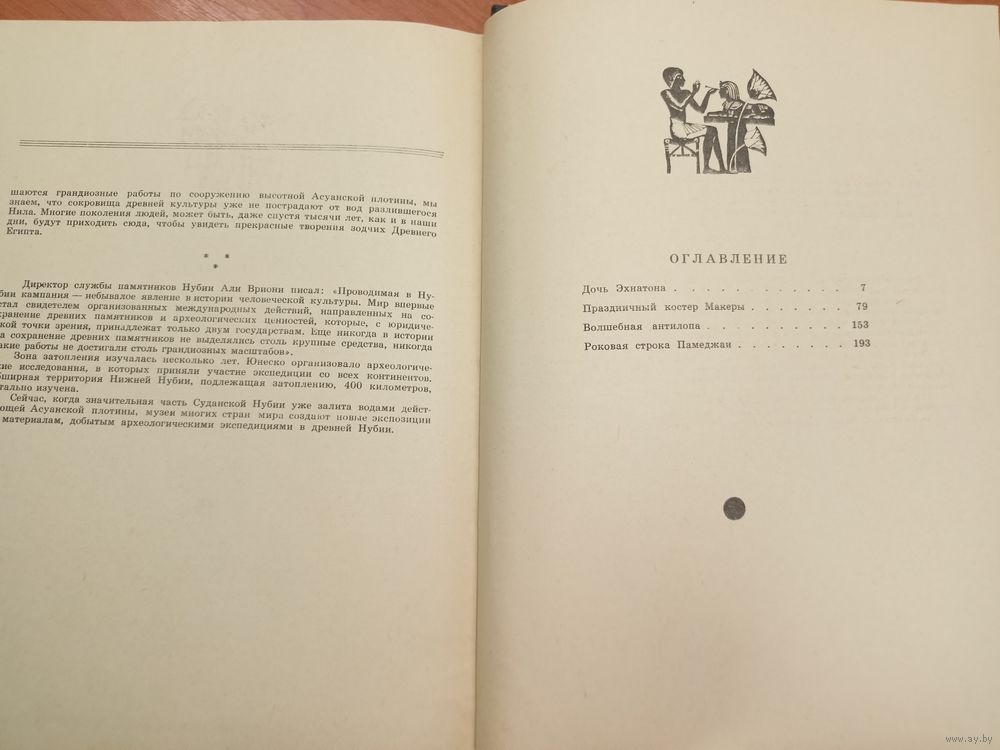 шаются грандиозные работы по сооружению высотной Асуанской плотины, мы
знаем, что сокровища древней культуры уже не пострадают от вод разлившегося
Нила. Многие поколения людей, может быть, даже спустя тысячи лет, как и в наши
дни, будут приходить сюда, чтобы увидеть прекрасные творения зодчих Древнего
Египта.
* *
*
Директор службы памятников Нубии Али Вриони писал: «Проводимая в Ну-
бии кампания — небывалое явление в истории человеческой культуры. Мир впервые
стал свидетелем организованных международных действий, направленных на со-
хранение древних памятников и археологических ценностей, которые, с юридиче-
кой точки зрения, принадлежат только двум государствам. Еще никогда в истории
а сохранение древних памятников не выделялись столь крупные средства, никогда
акие работы не достигали столь грандиозных масштабов».
Зона затопления изучалась несколько лет. Юнеско организовало археологиче-
кие исследования, в которых приняли участие экспедиции со всех континентов.
бширная территория Нижней Нубии, подлежащая затоплению, 400 километров,
тально изучена.
Сейчас, когда значительная часть Суданской Нубии уже залита водами дейст-
ующей Асуанской плотины, музеи многих стран мира создают новые экспозиции
материалам, добытым археологическими экспедициями в древней Нубии.
ОГЛАВЛЕНИЕ
Дочь Эхнатона . . . . . . . . . . . . . 7
Праздничный костер Макеры . . . . . . . 79
Волшебная антилопа . . . . . . . . . . 153
Роковая строка Памеджаи . . . . . . . . 193
www.ay.by